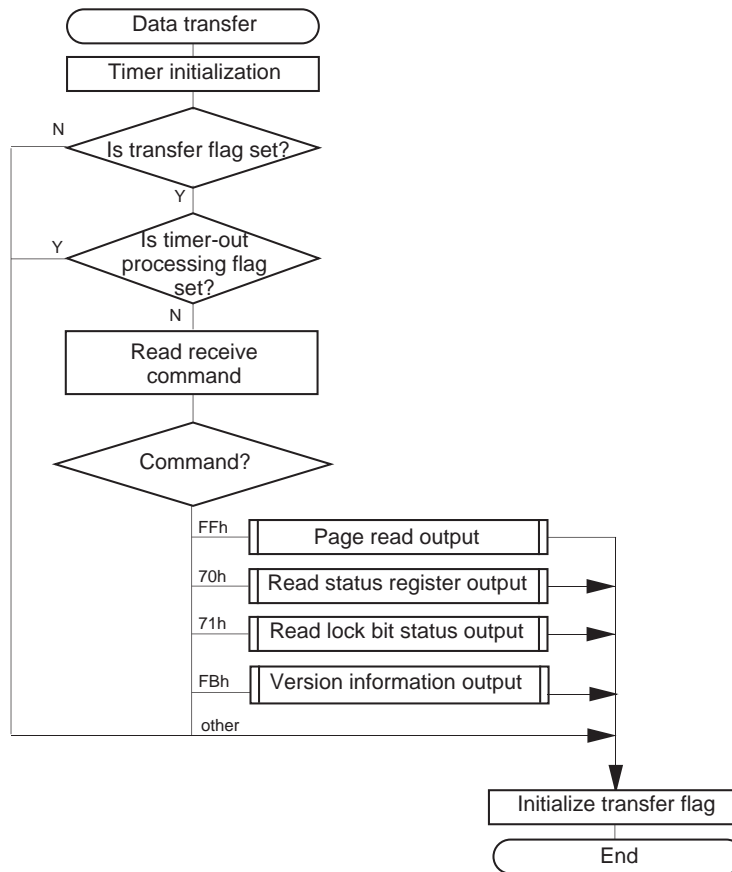 Data transfer
Timer initialization
N
Is transfer flag set?
Y
Y
Is timer-out
processing flag
set?
N
Read receive
command
Command?
FFh
Page read output
70h
Read status register output
71h
Read lock bit status output
FBh
Version information output
other
Initialize transfer flag
End